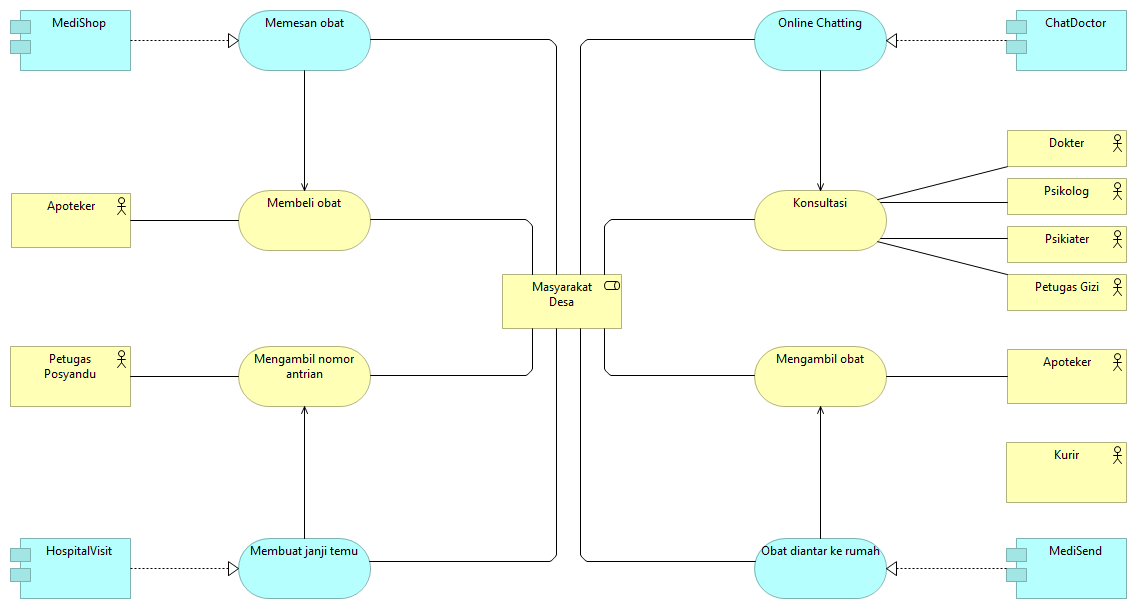 MediShop
Memesan obat
Online Chatting
ChatDoctor
Dokter
Psikolog
Apoteker
Membeli obat
Konsultasi
Psikiater
Petugas Gizi
Masyarakat
Desa
Petugas
Posyandu
Mengambil nomor
antrian
Mengambil obat
Apoteker
Kurir
HospitalVisit
Membuat janji temu
Obat diantar ke rumah
MediSend